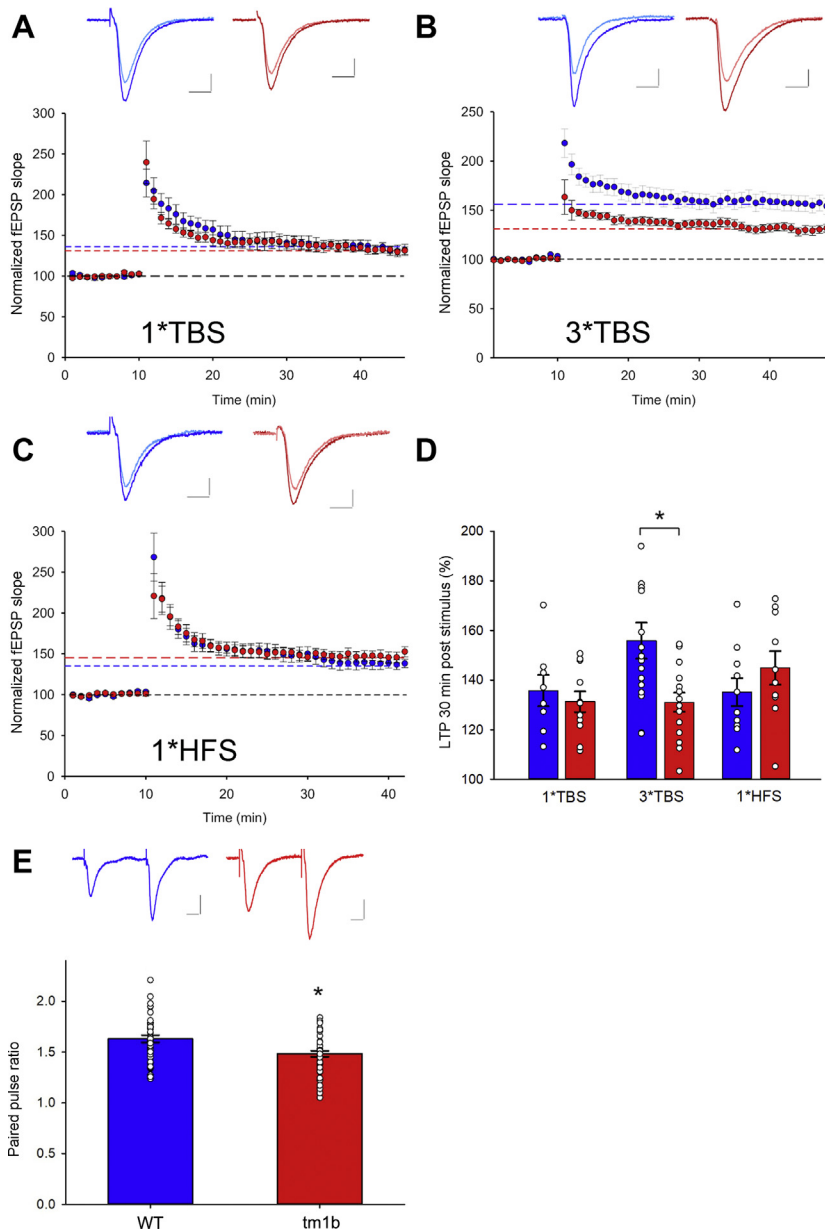 A
Normalized fEPSP slope
300
250
200
150
100
50
0
1*TBS
0 10 20 30 40
Time (min)
B
Normalized fEPSP slope
250
200
150
100
50
0
3*TBS
10 20 30 40
Time (min)
C
Normalized fEPSP slope
300
250
200
150
100
50
0
1*HFS
0 10 20 30 40
Time (min)
D
LTP 30 min post stimulus (%)
200
180
160
140
120
100
*
1*TBS 3*TBS 1*HFS
E
Paired pulse ratio
2.0
1.5
1.0
0.5
0.0
*
WT tm1b